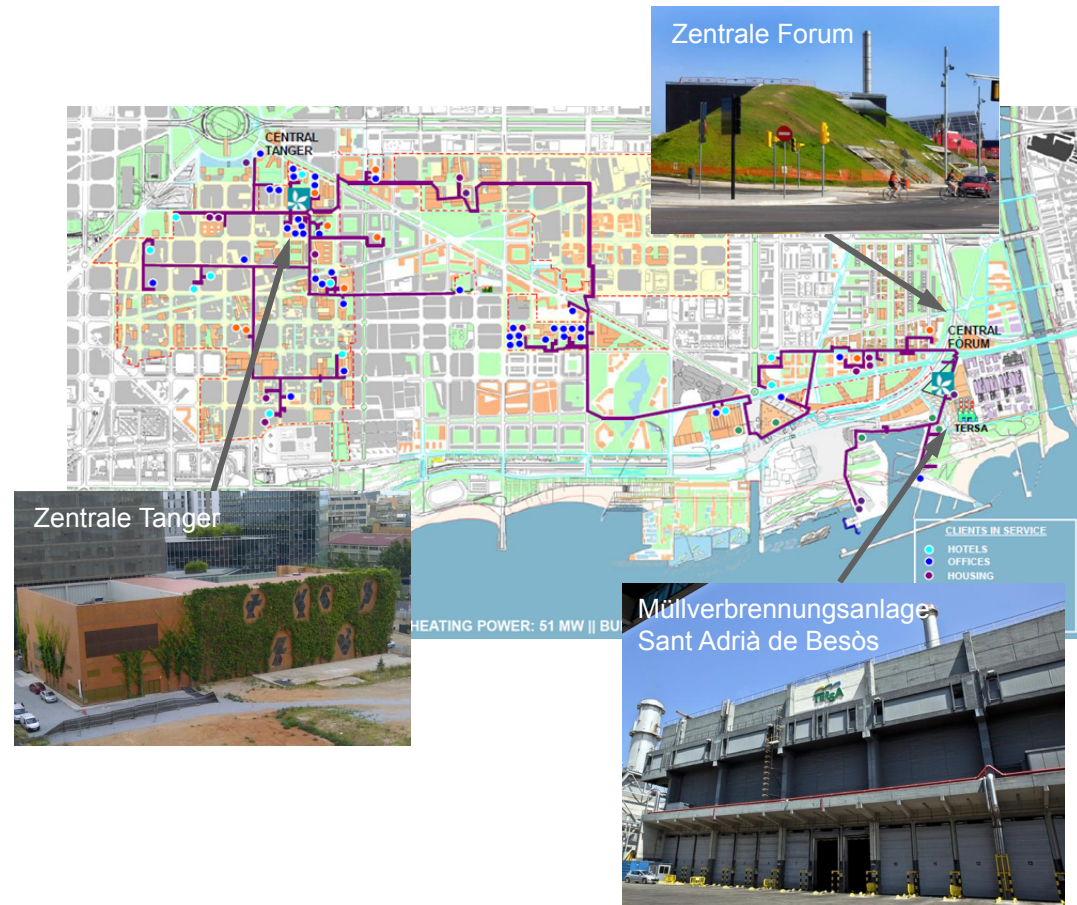 Zentrale Forum
CENTRAL
TANGER
CENTRAL
FÒRUM
TERSA
Zentrale Tanger
CLIENTS IN SERVICE
HOTELS
OFFICES
HOUSING
HEATING POWER: 51 MW || BU
Müllverbrennungsanlage
Sant Adrià de Besòs
TERSA